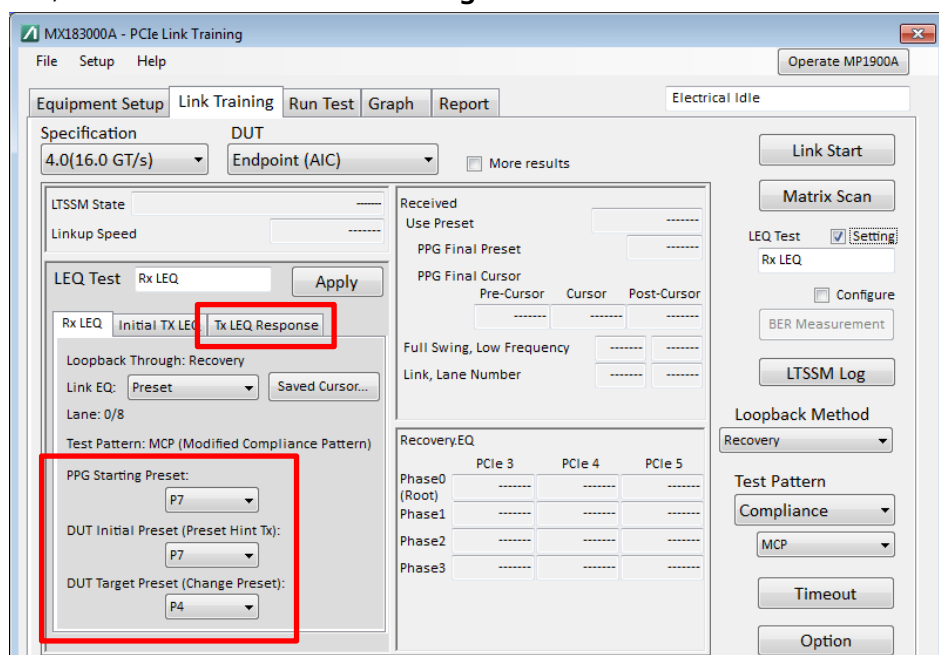 MX183000A - PCIe Link Training
File Setup Help
Operate MP1900A
Equipment Setup Link Training Run Test Graph Report
Electrical Idle
Specification DUT
4.0(16.0 GT/s) Endpoint (AIC) More results
LTSSM State -----
Linkup Speed -------
LEQ Test Rx LEQ Apply
Rx LEQ Initial TX LEQ Tx LEQ Response
Loopback Through: Recovery
Link EQ: Preset Saved Cursor...
Lane: 0/8
Test Pattern: MCP (Modified Compliance Pattern)
PPG Starting Preset:
P7
DUT Initial Preset (Preset Hint Tx):
P7
DUT Target Preset (Change Preset):
P4
Received
Use Preset -------
PPG Final Preset -------
PPG Final Cursor
Pre-Cursor Cursor Post-Cursor
------- ------- -------
Full Swing, Low Frequency ------- -------
Link, Lane Number ------- -------
Recovery.EQ
PCIe 3 PCIe 4 PCIe 5
Phase0 ------- ------- -------
(Root)
Phase1 ------- ------- -------
Phase2 ------- ------- -------
Phase3 ------- ------- -------
Link Start
Matrix Scan
LEQ Test Setting
Rx LEQ
Configure
BER Measurement
LTSSM Log
Loopback Method
Recovery
Test Pattern
Compliance
MCP
Timeout
Option